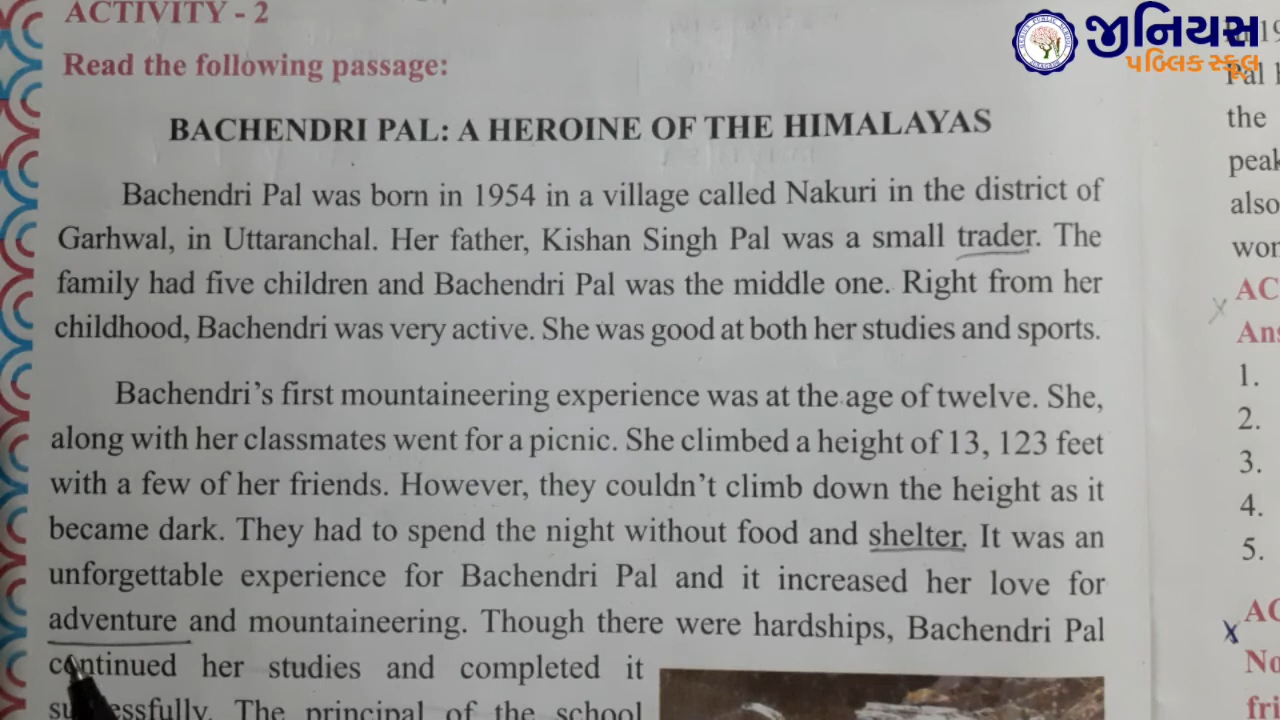 ACTIVITY - 2
Read the following passage:
BACHENDRI PAL: A HEROINE OF THE HIMALAYAS
Bachendri Pal was born in 1954 in a village called Nakuri in the district of
Garhwal, in Uttaranchal. Her father, Kishan Singh Pal was a small trader. The
family had five children and Bachendri Pal was the middle one. Right from her
childhood, Bachendri was very active. She was good at both her studies and sports.
Bachendri's first mountaineering experience was at the age of twelve. She,
along with her classmates went for a picnic. She climbed a height of 13, 123 feet
with a few of her friends. However, they couldn't climb down the height as it
became dark. They had to spend the night without food and shelter. It was an
unforgettable experience for Bachendri Pal and it increased her love for
adventure and mountaineering. Though there were hardships, Bachendri Pal
continued her studies and completed it
The principal of the school
જીનિયસ
પબ્લિક સ્કૂલ
Pal
the
peak
also
1.
2.
3.
4.
5.